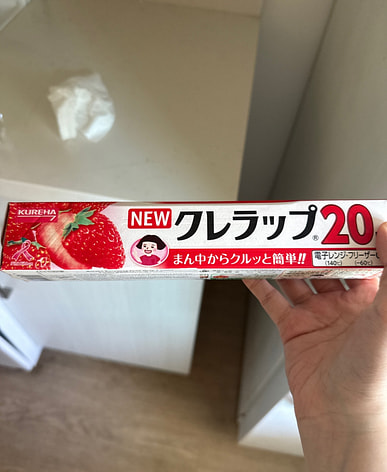 KUREHA
NEW クレラップ® 20
まん中からクルッと簡単!!
電子レンジ・フリーザー
(140℃) (-60℃)